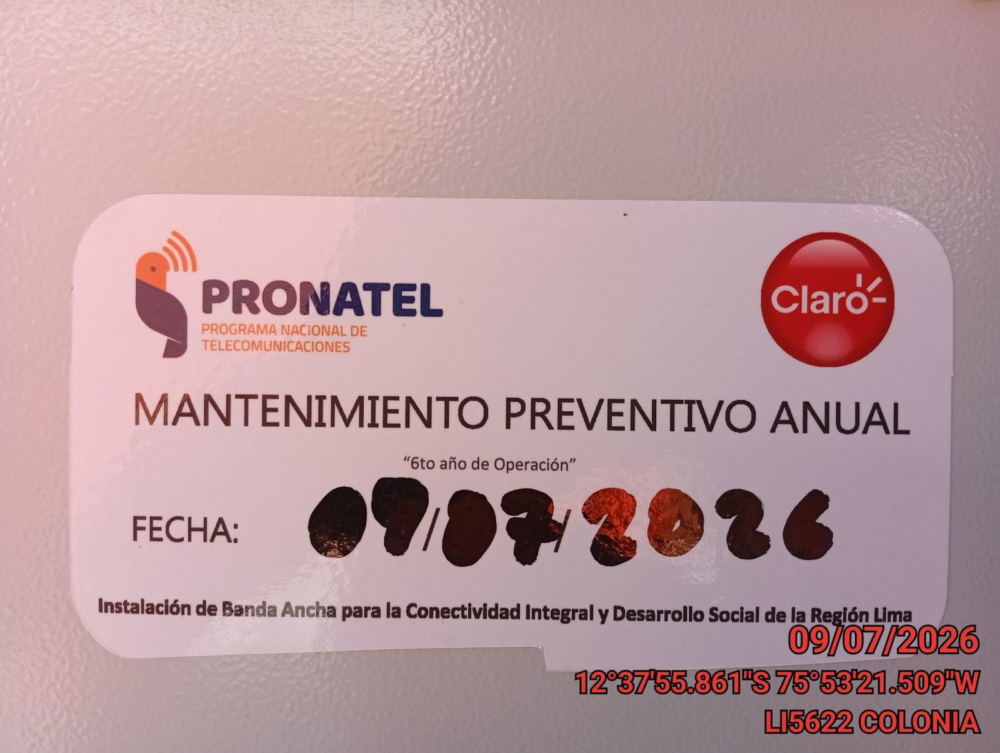 PRONATEL
PROGRAMA NACIONAL DE
TELECOMUNICACIONES
Claro
MANTENIMIENTO PREVENTIVO ANUAL
“6to año de Operación”
FECHA: 09/07/2026
Instalación de Banda Ancha para la Conectividad Integral y Desarrollo Social de la Región Lima
09/07/2026
12°37'55.861"S 75°53'21.509"W
LI5622 COLONIA